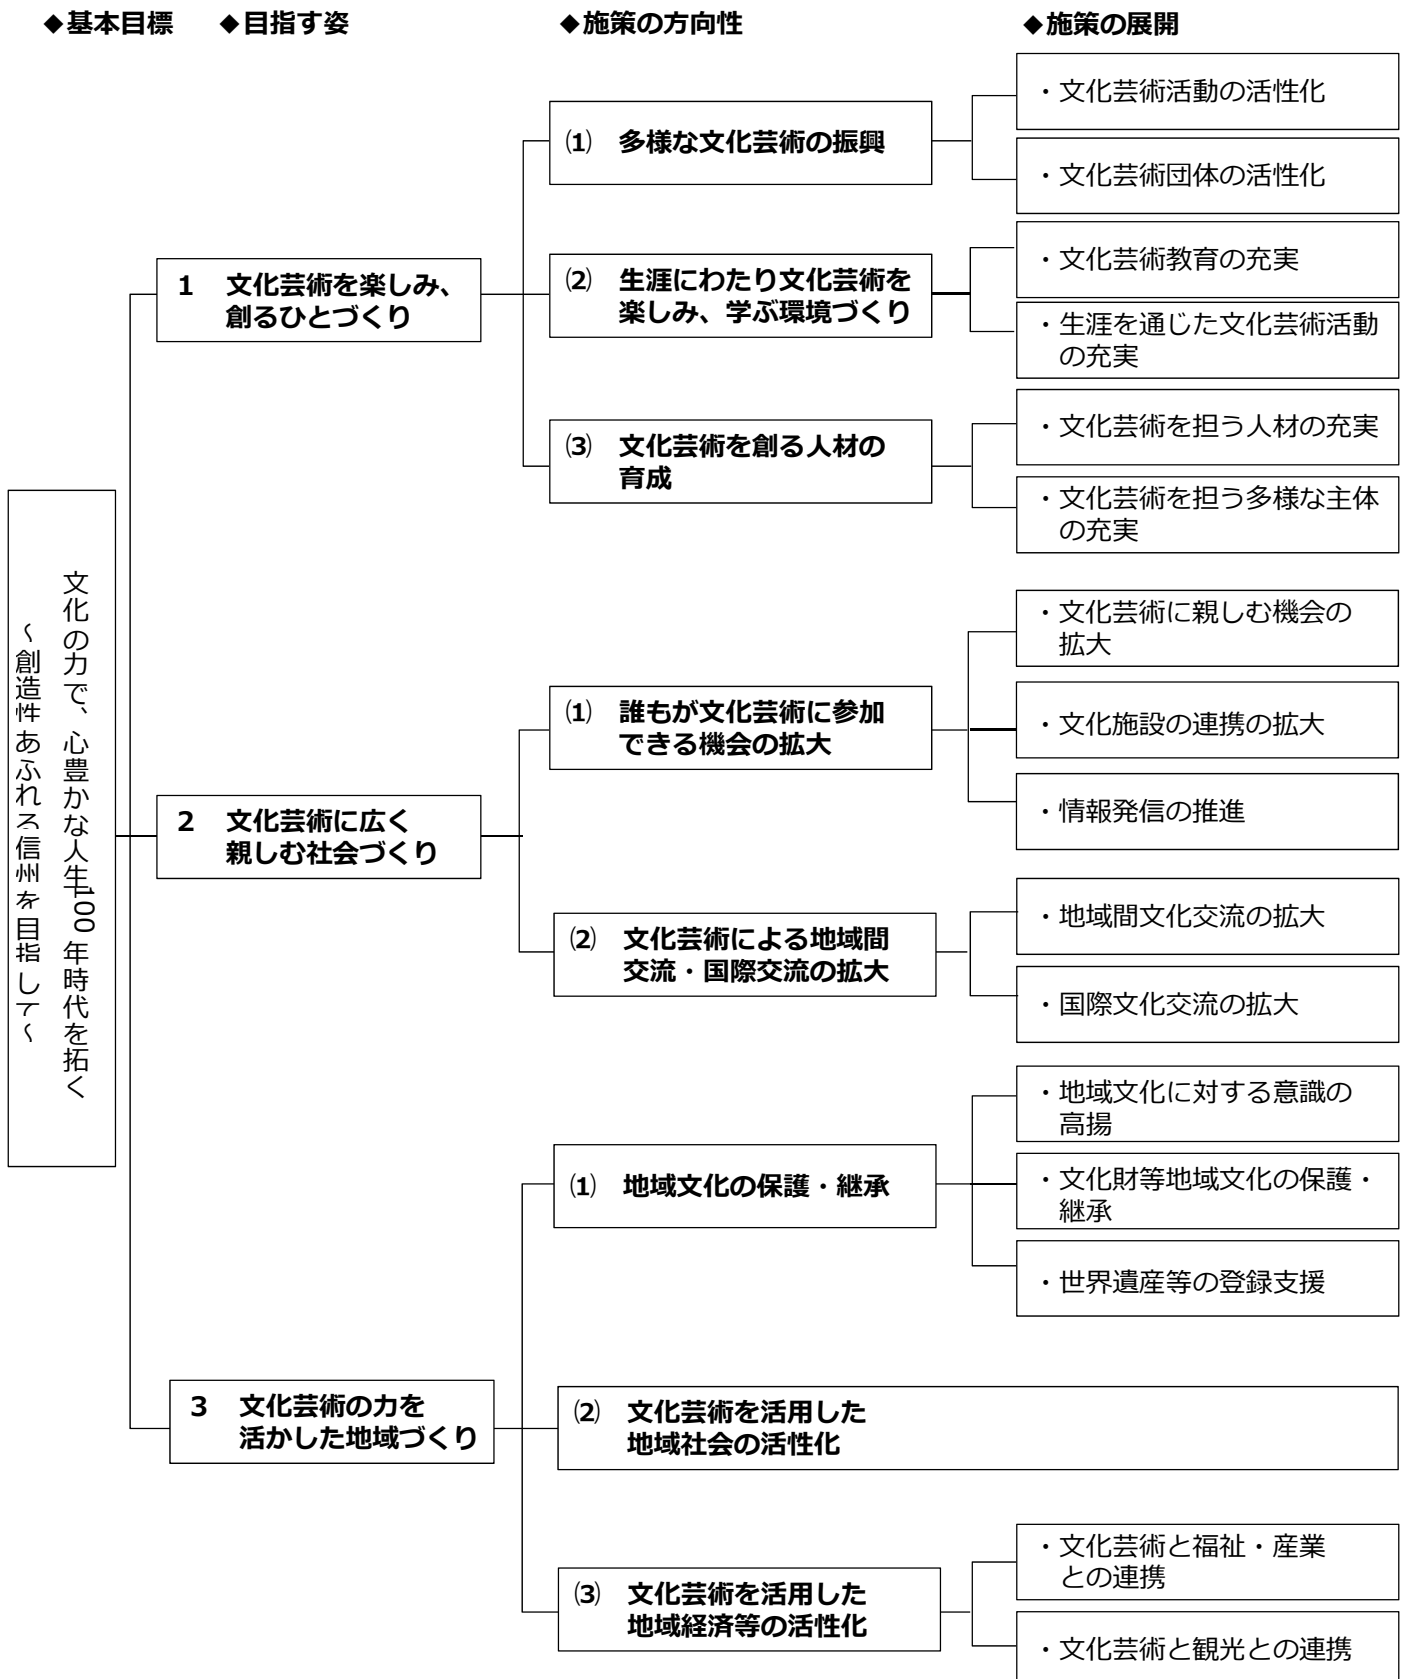 ◆基本目標 ◆目指す姿 ◆施策の方向性 ◆施策の展開
文化の力で、心豊かな人生100年時代を拓く
～創造性あふれる信州を目指して～
1 文化芸術を楽しみ、
創るひとづくり
⑴ 多様な文化芸術の振興
・文化芸術活動の活性化
・文化芸術団体の活性化
⑵ 生涯にわたり文化芸術を
楽しみ、学ぶ環境づくり
・文化芸術教育の充実
・生涯を通じた文化芸術活動
の充実
⑶ 文化芸術を創る人材の
育成
・文化芸術を担う人材の充実
・文化芸術を担う多様な主体
の充実
2 文化芸術に広く
親しむ社会づくり
⑴ 誰もが文化芸術に参加
できる機会の拡大
・文化芸術に親しむ機会の
拡大
・文化施設の連携の拡大
・情報発信の推進
⑵ 文化芸術による地域間
交流・国際交流の拡大
・地域間文化交流の拡大
・国際文化交流の拡大
3 文化芸術の力を
活かした地域づくり
⑴ 地域文化の保護・継承
・地域文化に対する意識の
高揚
・文化財等地域文化の保護・
継承
・世界遺産等の登録支援
⑵ 文化芸術を活用した
地域社会の活性化
⑶ 文化芸術を活用した
地域経済等の活性化
・文化芸術と福祉・産業
との連携
・文化芸術と観光との連携